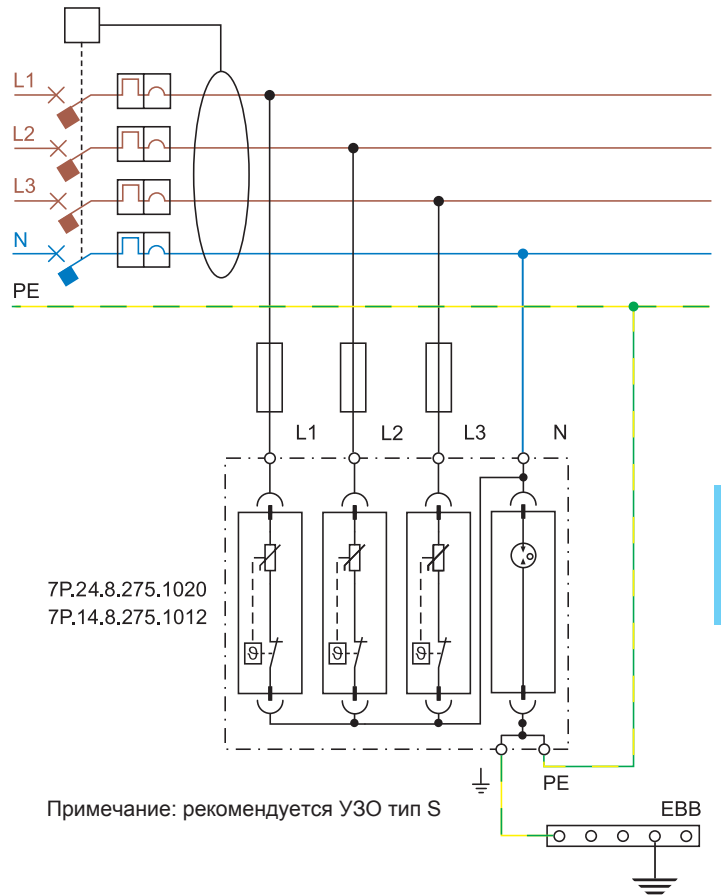 L1
L2
L3
N
PE
L1 L2 L3 N
7P.24.8.275.1020
7P.14.8.275.1012
ϑ ϑ ϑ
PE
Примечание: рекомендуется УЗО тип S
EBB